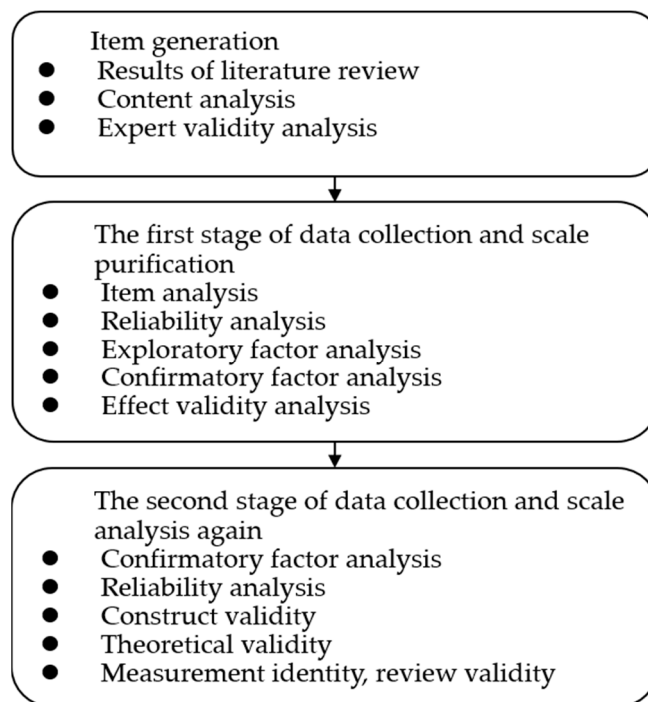 Item generation
● Results of literature review
● Content analysis
● Expert validity analysis
The first stage of data collection and scale
purification
● Item analysis
● Reliability analysis
● Exploratory factor analysis
● Confirmatory factor analysis
● Effect validity analysis
The second stage of data collection and scale
analysis again
● Confirmatory factor analysis
● Reliability analysis
● Construct validity
● Theoretical validity
● Measurement identity, review validity